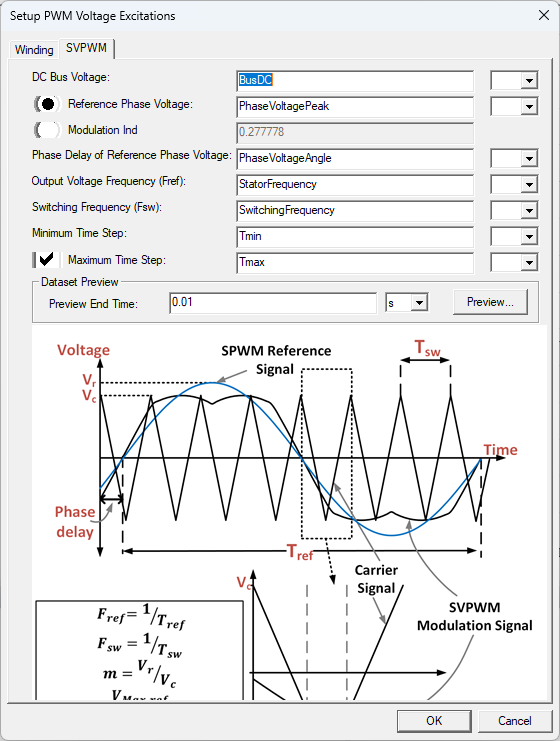 Setup PWM Voltage Excitations
Winding
SVPWM
DC Bus Voltage:
BusDC
Reference Phase Voltage:
PhaseVoltagePeak
Modulation Ind
0.277778
Phase Delay of Reference Phase Voltage:
PhaseVoltageAngle
Output Voltage Frequency (Fref):
StatorFrequency
Switching Frequency (Fsw):
SwitchingFrequency
Minimum Time Step:
Tmin
Maximum Time Step:
Tmax
Dataset Preview
Preview End Time:
0.01
s
Preview...
Voltage
SPWM Reference
Signal
Tsw
Vr
Vc
Time
Phase
delay
Tref
Carrier
Signal
Vc
SVPWM
Modulation Signal
Fref= 1/Tref
Fsw = 1/Tsw
m = Vr/Vc
OK
Cancel